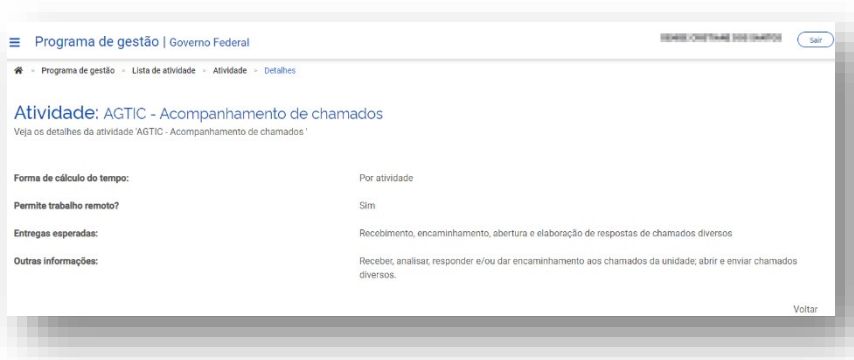 Programa de gestão | Governo Federal
Sair
Programa de gestão Lista de atividade Atividade Detalhes
Atividade: AGTIC - Acompanhamento de chamados
Veja os detalhes da atividade 'AGTIC - Acompanhamento de chamados '
Forma de cálculo do tempo: Por atividade
Permite trabalho remoto? Sim
Entregas esperadas: Recebimento, encaminhamento, abertura e elaboração de respostas de chamados diversos
Outras informações: Receber, analisar, responder e/ou dar encaminhamento aos chamados da unidade; abrir e enviar chamados
diversos.
Voltar